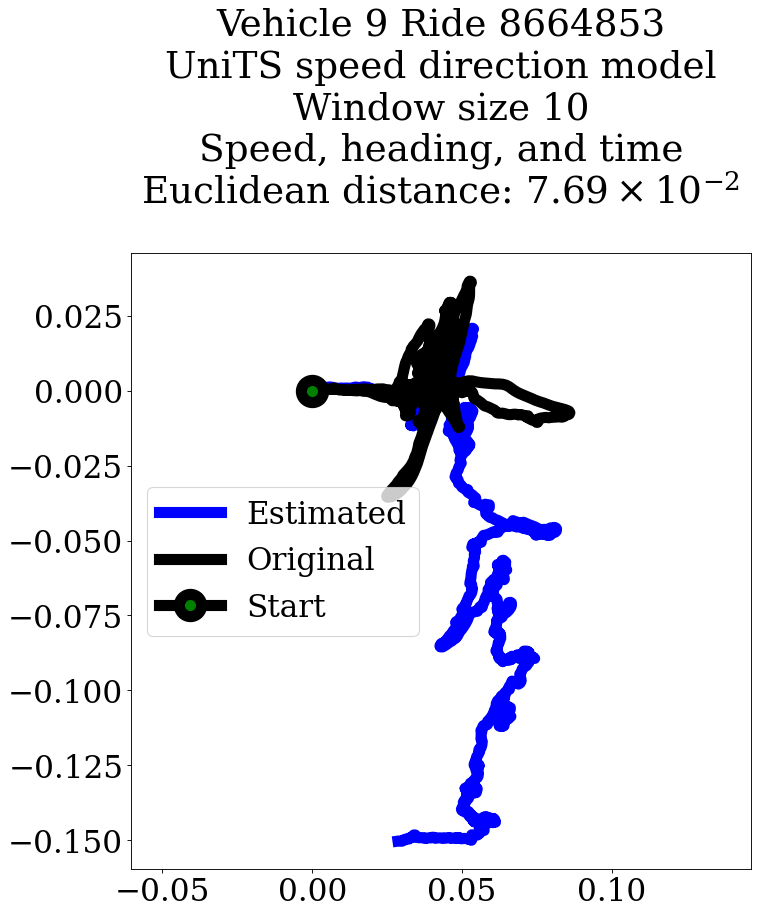 Vehicle 9 Ride 8664853
UniTS speed direction model
Window size 10
Speed, heading, and time
Euclidean distance: 7.69 × 10⁻²
0.025
0.000
−0.025
−0.050
−0.075
−0.100
−0.125
−0.150
Estimated
Original
Start
−0.05 0.00 0.05 0.10